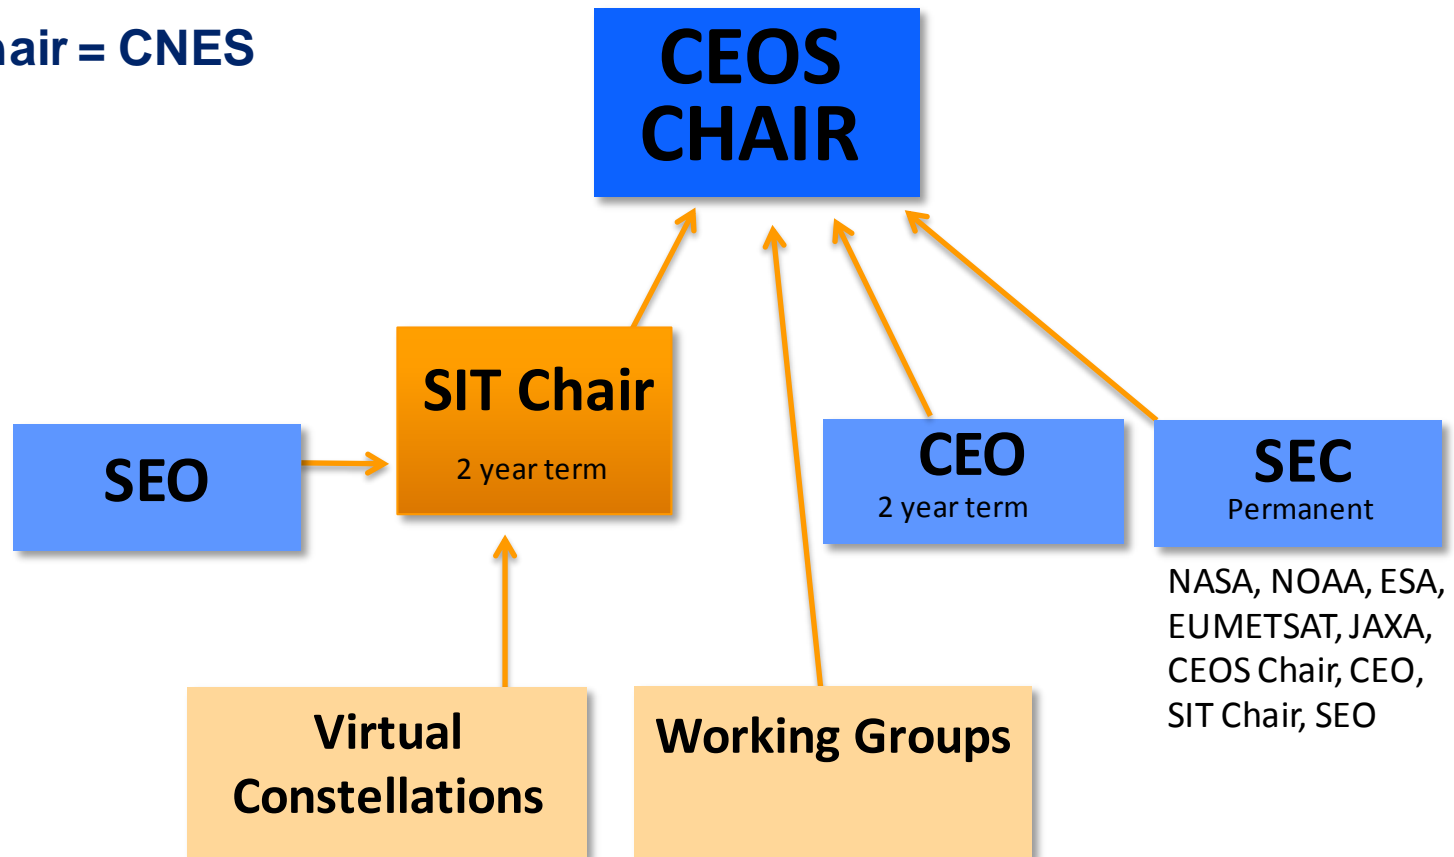 hair = CNES
CEOS
CHAIR
SIT Chair
2 year term
SEO
CEO
2 year term
SEC
Permanent
NASA, NOAA, ESA,
EUMETSAT, JAXA,
CEOS Chair, CEO,
SIT Chair, SEO
Virtual
Constellations
Working Groups